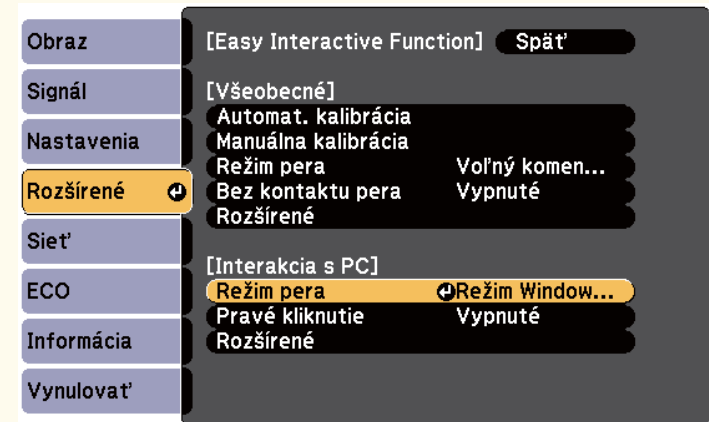 Obraz
Signál
Nastavenia
Rozšírené
Sieť
ECO
Informácia
Vynulovať
[Easy Interactive Function] Späť
[Všeobecné]
Automat. kalibrácia
Manuálna kalibrácia
Režim pera Voľný komen...
Bez kontaktu pera Vypnuté
Rozšírené
[Interakcia s PC]
Režim pera Režim Window...
Pravé kliknutie Vypnuté
Rozšírené